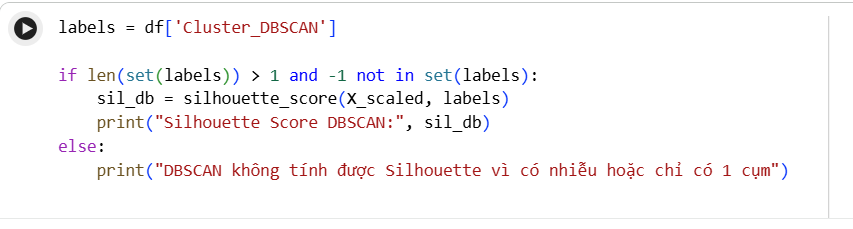 labels = df['Cluster_DBSCAN']
if len(set(labels)) > 1 and -1 not in set(labels):
    sil_db = silhouette_score(X_scaled, labels)
    print("Silhouette Score DBSCAN:", sil_db)
else:
    print("DBSCAN không tính được Silhouette vì có nhiễu hoặc chỉ có 1 cụm")